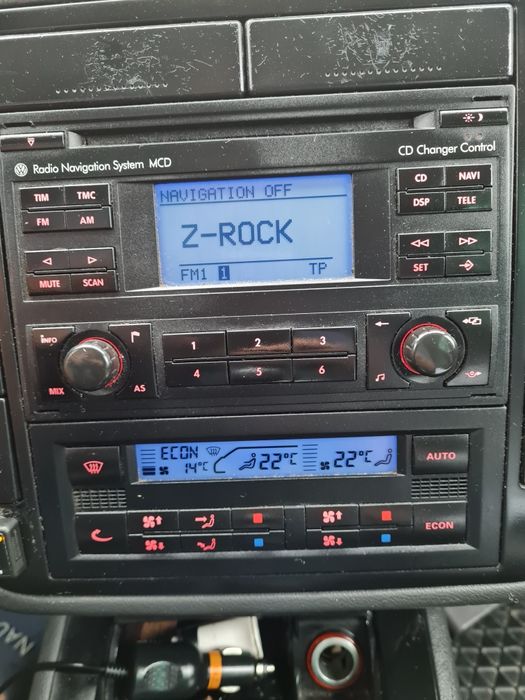 Radio Navigation System MCD
CD Changer Control
TIM TMC
FM AM
MUTE SCAN
NAVIGATION OFF
Z-ROCK
FM1 1 TP
CD NAVI
DSP TELE
SET
INFO
MIX AS
1 2 3
4 5 6
ECON
14°C 22°C 22°C
AUTO
ECON